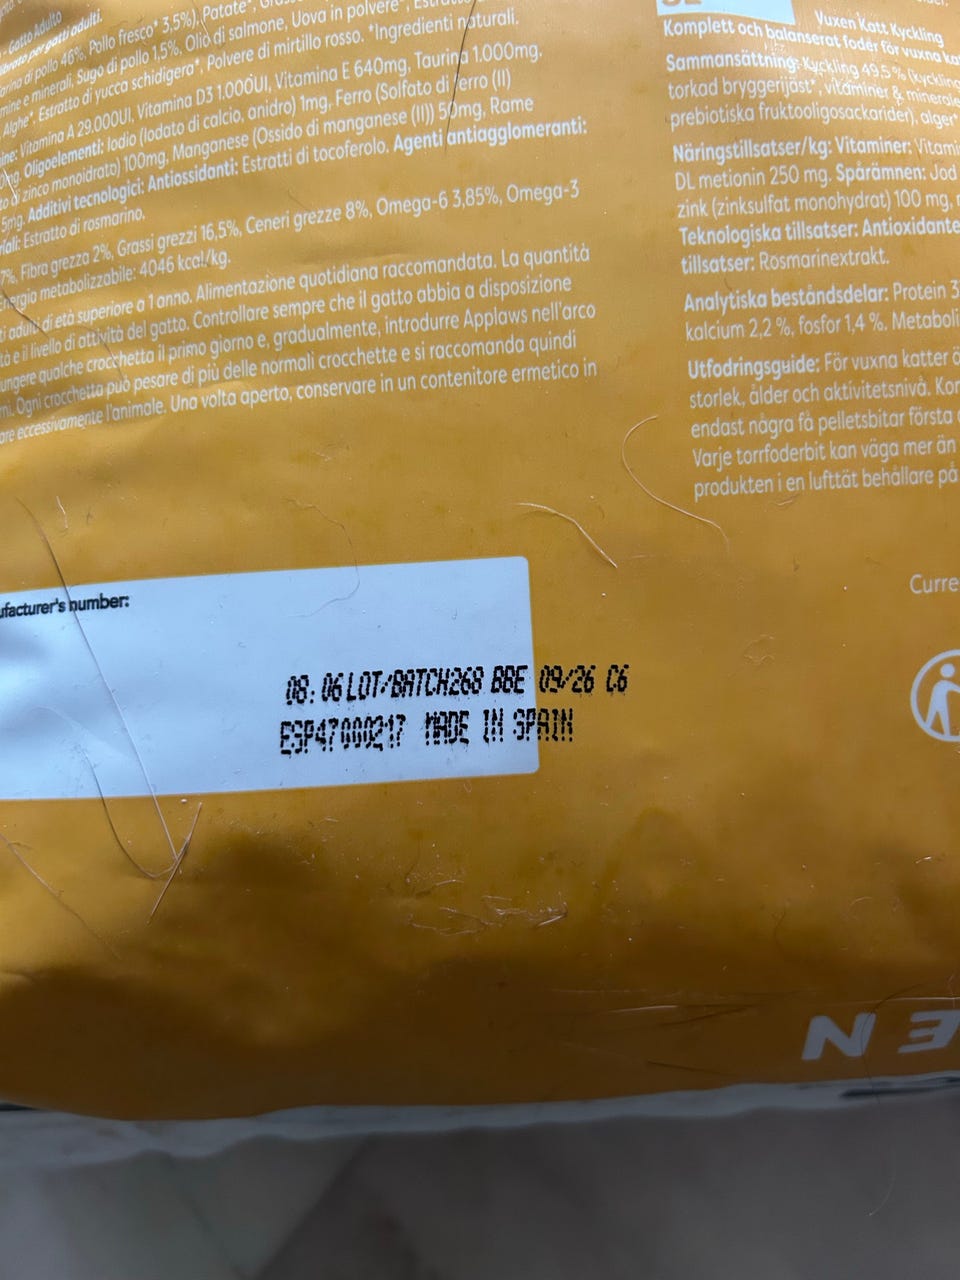 Gatto Adulto
per gatti adulti.
di pollo 46%, Pollo fresco* 3,5%), Patate*,
e minerali, Sugo di pollo 1,5%, Olio di salmone, Uova in polvere*,
Alghe*, Estratto di yucca schidigera*, Polvere di mirtillo rosso. *Ingredienti naturali.
Vitamina A 29.000UI, Vitamina D3 1.000UI, Vitamina E 640mg, Taurina 1.000mg.
Oligoelementi: Iodio (Iodato di calcio, anidro) 1mg, Ferro (Solfato di ferro (II)
di zinco monoidrato) 100mg, Manganese (Ossido di manganese (II)) 50mg, Rame
5mg. Additivi tecnologici: Antiossidanti: Estratti di tocoferolo. Agenti antiagglomeranti:
Estratto di rosmarino.
7%, Fibra grezza 2%, Grassi grezzi 16,5%, Ceneri grezze 8%, Omega-6 3,85%, Omega-3
Energia metabolizzabile: 4046 kcal/kg.
adulti di età superiore a 1 anno. Alimentazione quotidiana raccomandata. La quantità
e il livello di attività del gatto. Controllare sempre che il gatto abbia a disposizione
qualche crocchetta il primo giorno e, gradualmente, introdurre Applaws nell'arco
Ogni crocchetta può pesare di più delle normali crocchette e si raccomanda quindi
eccessivamente l'animale. Una volta aperto, conservare in un contenitore ermetico in
Vuxen Katt Kyckling
Komplett och balanserat foder för vuxna
Sammansättning: Kyckling 49.5%
torkad bryggerijäst*, vitaminer &
prebiotiska fruktooligosackarider), alger*
Näringstillsatser/kg: Vitaminer:
DL metionin 250 mg. Spårämnen: Jod
zink (zinksulfat monohydrat) 100 mg,
Teknologiska tillsatser:
tillsatser: Rosmarinextrakt.
Analytiska beståndsdelar: Protein
kalcium 2,2 %, fosfor 1,4 %.
Utfodringsguide: För vuxna katter
storlek, ålder och aktivitetsnivå.
endast några få pelletsbitar första
Varje torrfoderbit kan väga mer än
produkten i en lufttät behållare på
number:
08:06 LOT/BATCH268 BBE 09/26 C6
ESP47000217 MADE IN SPAIN